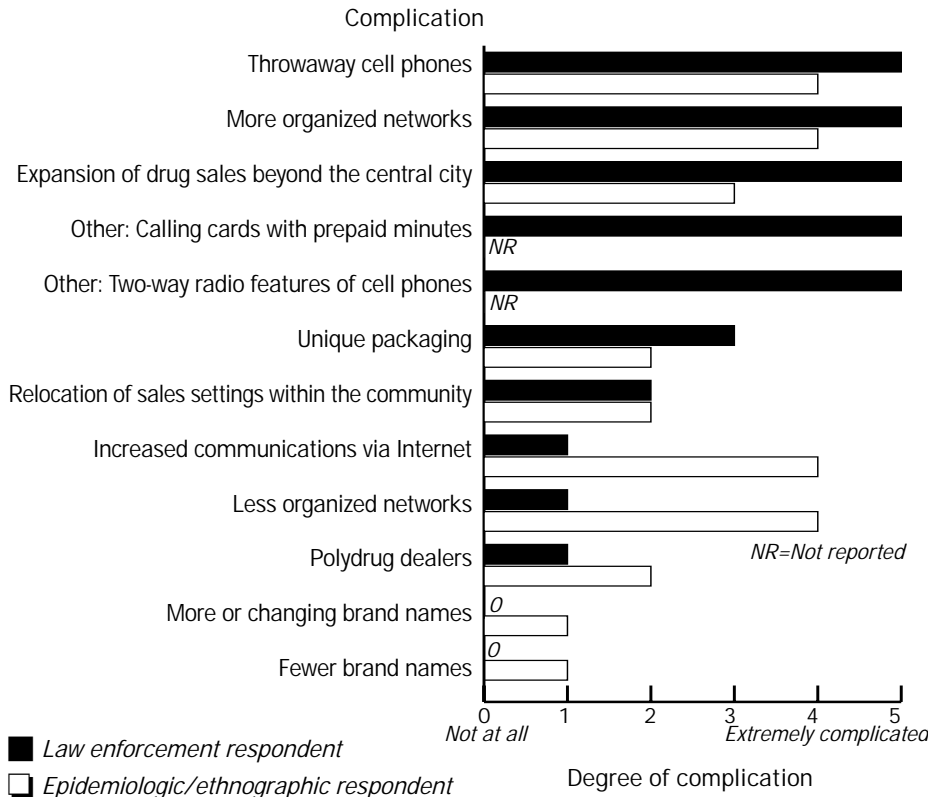 Complication
Throwaway cell phones
More organized networks
Expansion of drug sales beyond the central city
Other: Calling cards with prepaid minutes
NR
Other: Two-way radio features of cell phones
NR
Unique packaging
Relocation of sales settings within the community
Increased communications via Internet
Less organized networks
NR=Not reported
Polydrug dealers
More or changing brand names
0
Fewer brand names
0
0 1 2 3 4 5
Not at all Extremely complicated
Law enforcement respondent
Epidemiologic/ethnographic respondent
Degree of complication